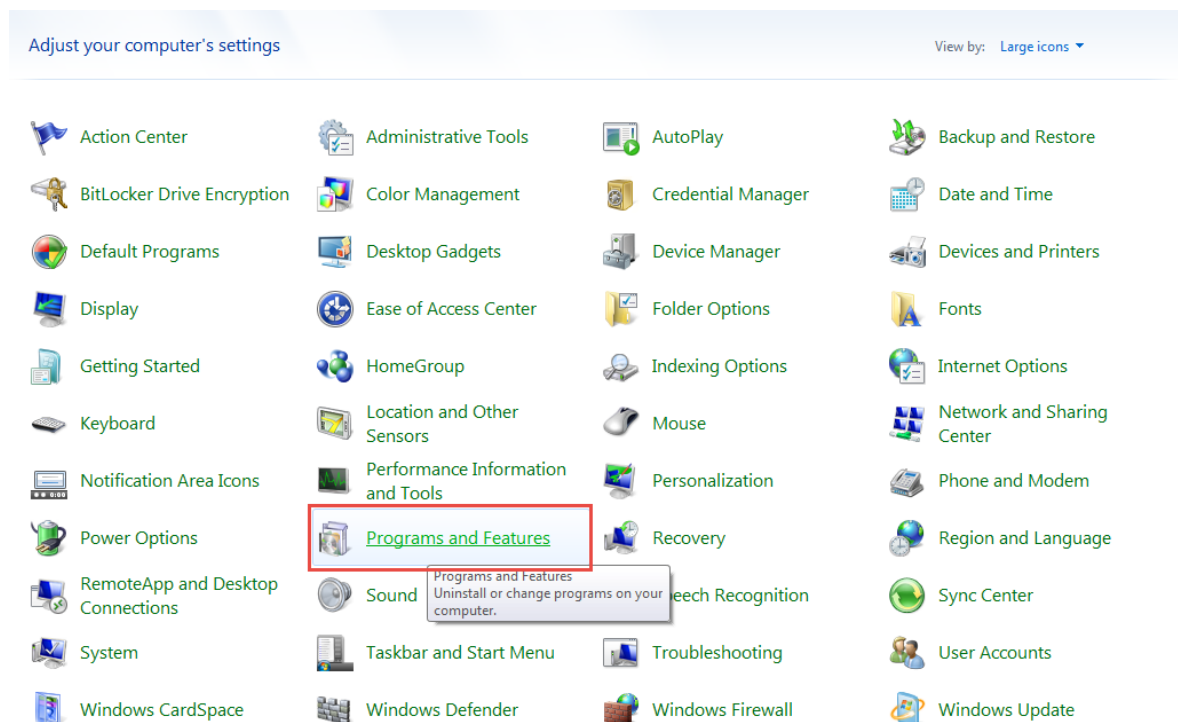 Adjust your computer's settings
View by: Large icons
Action Center
Administrative Tools
AutoPlay
Backup and Restore
BitLocker Drive Encryption
Color Management
Credential Manager
Date and Time
Default Programs
Desktop Gadgets
Device Manager
Devices and Printers
Display
Ease of Access Center
Folder Options
Fonts
Getting Started
HomeGroup
Indexing Options
Internet Options
Keyboard
Location and Other
Sensors
Mouse
Network and Sharing
Center
Notification Area Icons
Performance Information
and Tools
Personalization
Phone and Modem
Power Options
Programs and Features
Recovery
Region and Language
RemoteApp and Desktop
Connections
Sound
Programs and Features
Uninstall or change programs on your
computer.
eech Recognition
Sync Center
System
Taskbar and Start Menu
Troubleshooting
User Accounts
Windows CardSpace
Windows Defender
Windows Firewall
Windows Update